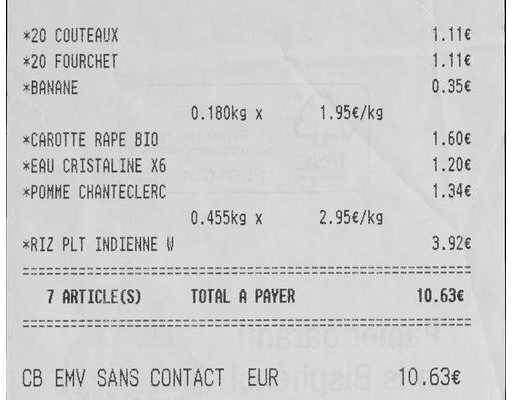 *20 COUTEAUX 1.11€
*20 FOURCHET 1.11€
*BANANE 0.35€
0.180kg x 1.95€/kg
*CAROTTE RAPE BIO 1.60€
*EAU CRISTALINE X6 1.20€
*POMME CHANTECLERC 1.34€
0.455kg x 2.95€/kg
*RIZ PLT INDIENNE W 3.92€
7 ARTICLE(S) TOTAL A PAYER 10.63€
CB EMV SANS CONTACT EUR 10.63€